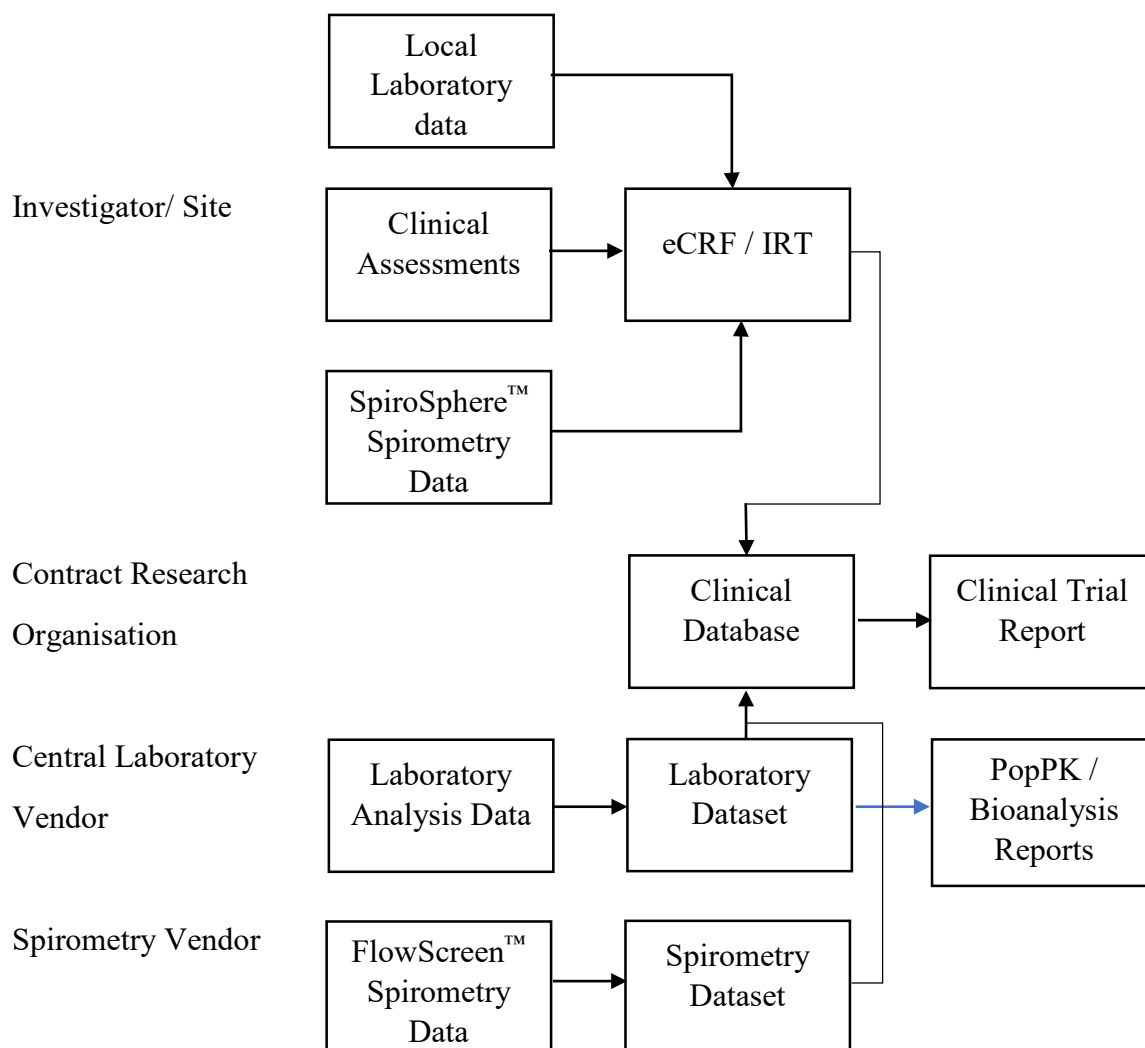 Local
Laboratory
data
Investigator/ Site
Clinical
Assessments
eCRF / IRT
SpiroSphere™
Spirometry
Data
Contract Research
Organisation
Clinical
Database
Clinical Trial
Report
Central Laboratory
Vendor
Laboratory
Analysis Data
Laboratory
Dataset
PopPK /
Bioanalysis
Reports
Spirometry Vendor
FlowScreen™
Spirometry
Data
Spirometry
Dataset